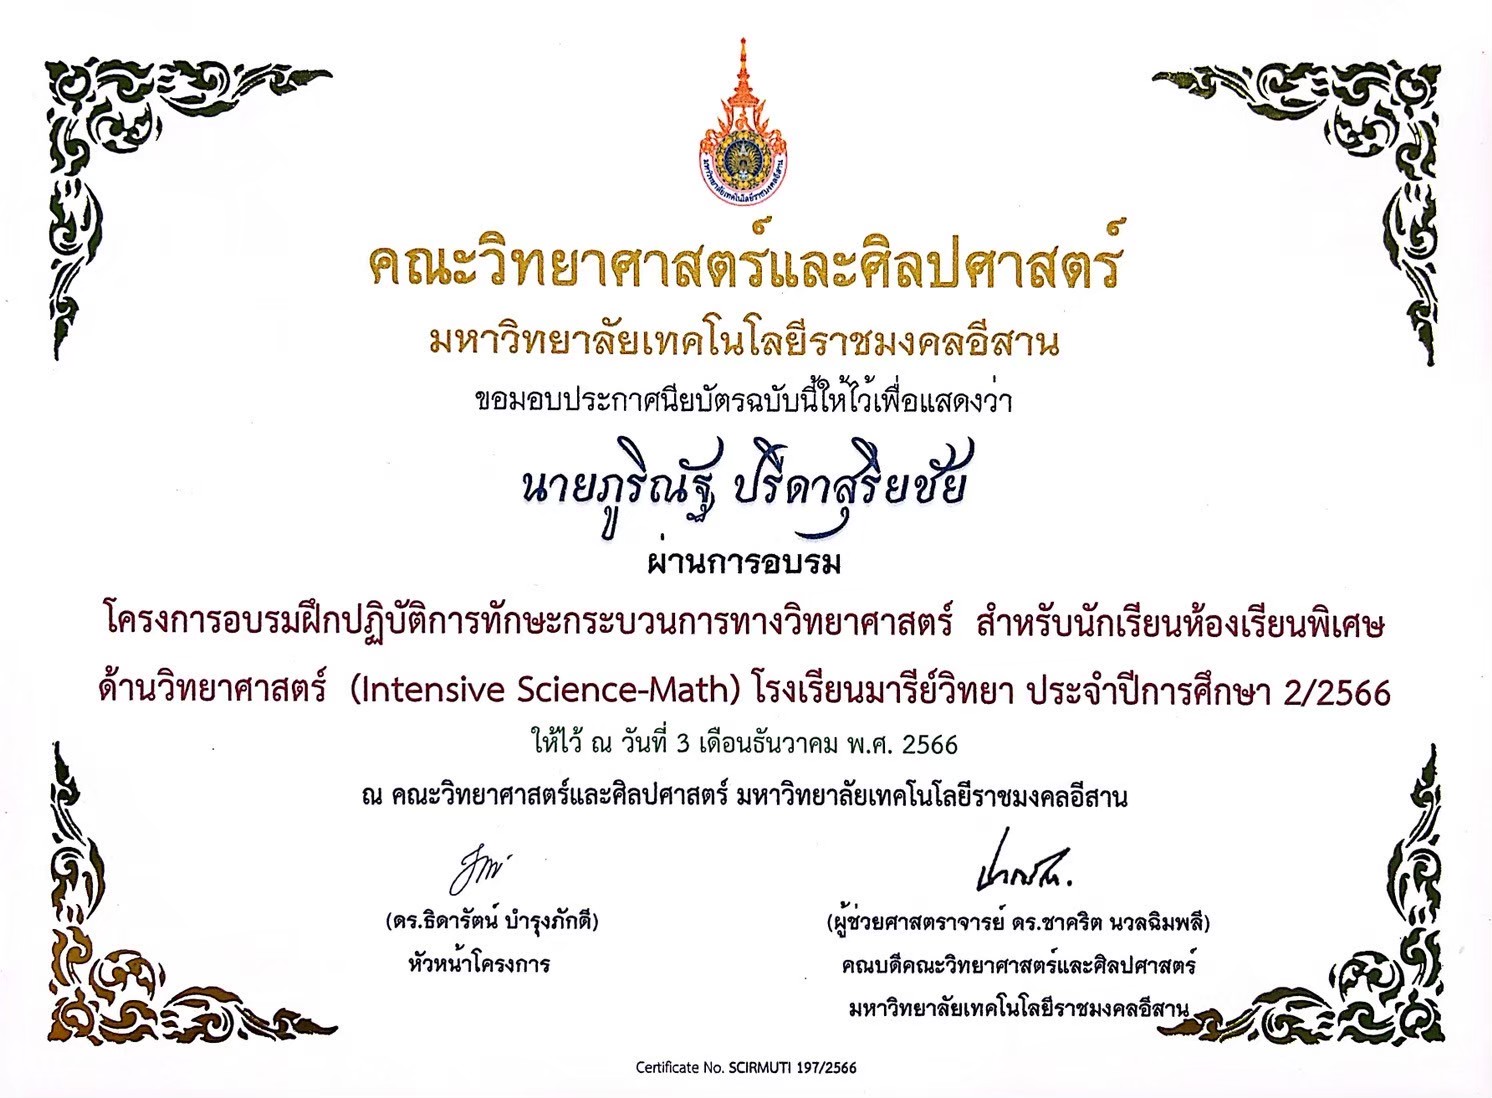 มหาวิทยาลัยเทคโนโลยีราชมงคลอีสาน
คณะวิทยาศาสตร์และศิลปศาสตร์
มหาวิทยาลัยเทคโนโลยีราชมงคลอีสาน
ขอมอบประกาศนียบัตรฉบับนี้ให้ไว้เพื่อแสดงว่า
นายภูริณัฐ ปรีดาสุริยชัย
ผ่านการอบรม
โครงการอบรมฝึกปฏิบัติการทักษะกระบวนการทางวิทยาศาสตร์ สำหรับนักเรียนห้องเรียนพิเศษ
ด้านวิทยาศาสตร์ (Intensive Science-Math) โรงเรียนมารีย์วิทยา ประจำปีการศึกษา 2/2566
ให้ไว้ ณ วันที่ 3 เดือนธันวาคม พ.ศ. 2566
ณ คณะวิทยาศาสตร์และศิลปศาสตร์ มหาวิทยาลัยเทคโนโลยีราชมงคลอีสาน
(ดร.ธิดารัตน์ บำรุงภักดี)
หัวหน้าโครงการ
(ผู้ช่วยศาสตราจารย์ ดร.ชาคริต นวลฉิมพลี)
คณบดีคณะวิทยาศาสตร์และศิลปศาสตร์
มหาวิทยาลัยเทคโนโลยีราชมงคลอีสาน
Certificate No. SCIRMUTI 197/2566